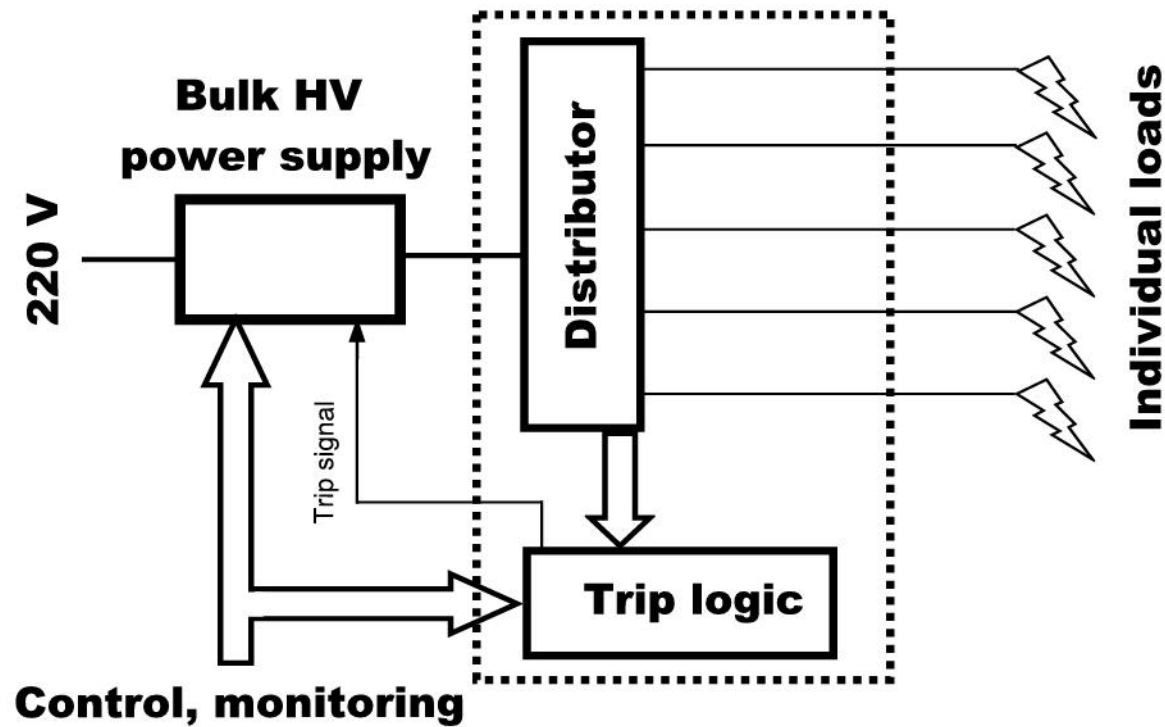 Bulk HV
power supply
220 V
Distributor
Individual loads
Trip signal
Trip logic
Control, monitoring